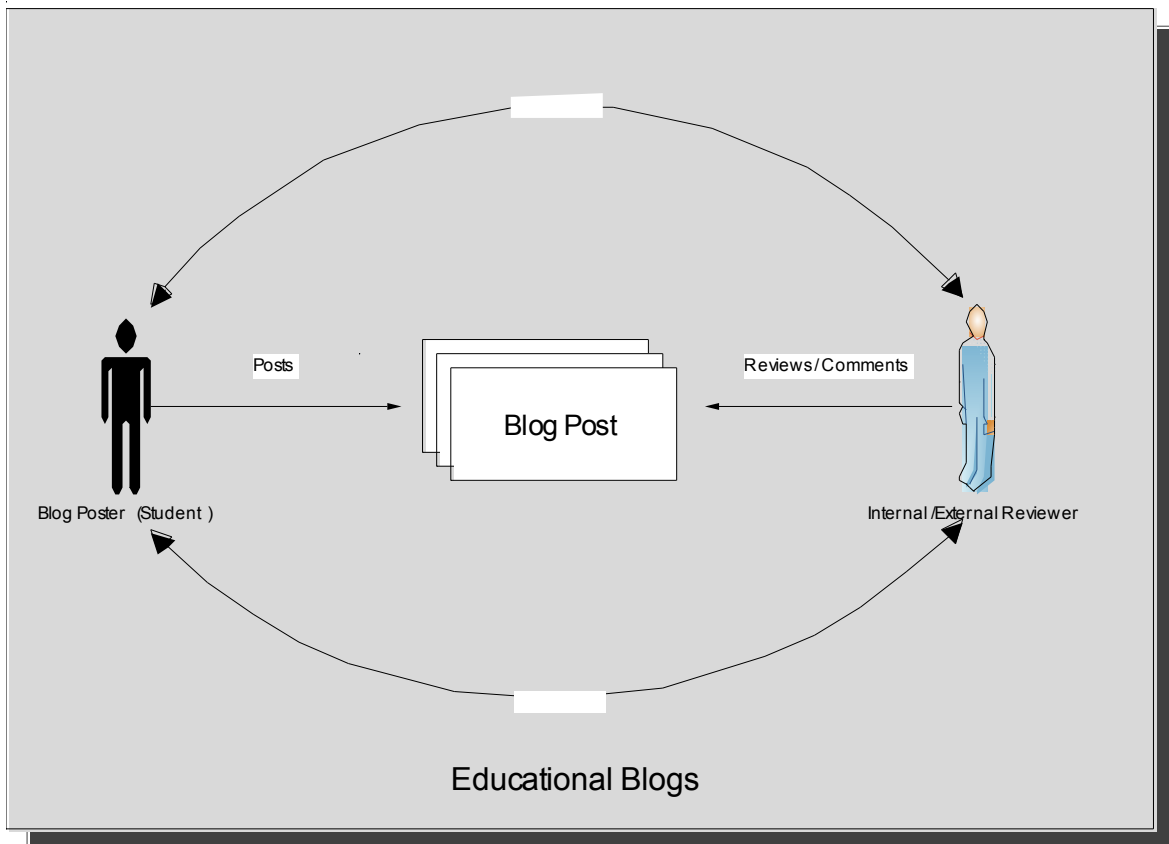 Posts
Reviews/Comments
Blog Post
Blog Poster (Student )
Internal /External Reviewer
Educational Blogs